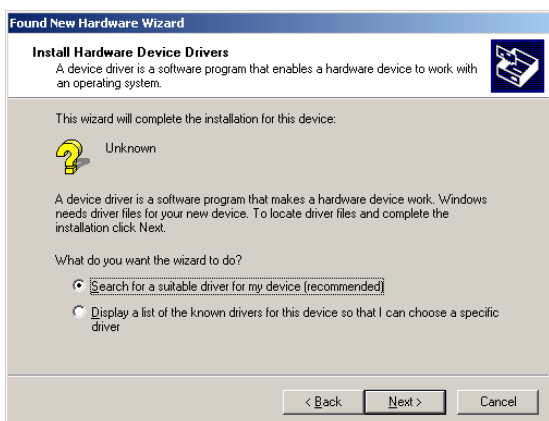 Found New Hardware Wizard
Install Hardware Device Drivers
A device driver is a software program that enables a hardware device to work with
an operating system.
This wizard will complete the installation for this device:
Unknown
A device driver is a software program that makes a hardware device work. Windows
needs driver files for your new device. To locate driver files and complete the
installation click Next.
What do you want the wizard to do?
Search for a suitable driver for my device (recommended)
Display a list of the known drivers for this device so that I can choose a specific
driver
< Back
Next >
Cancel